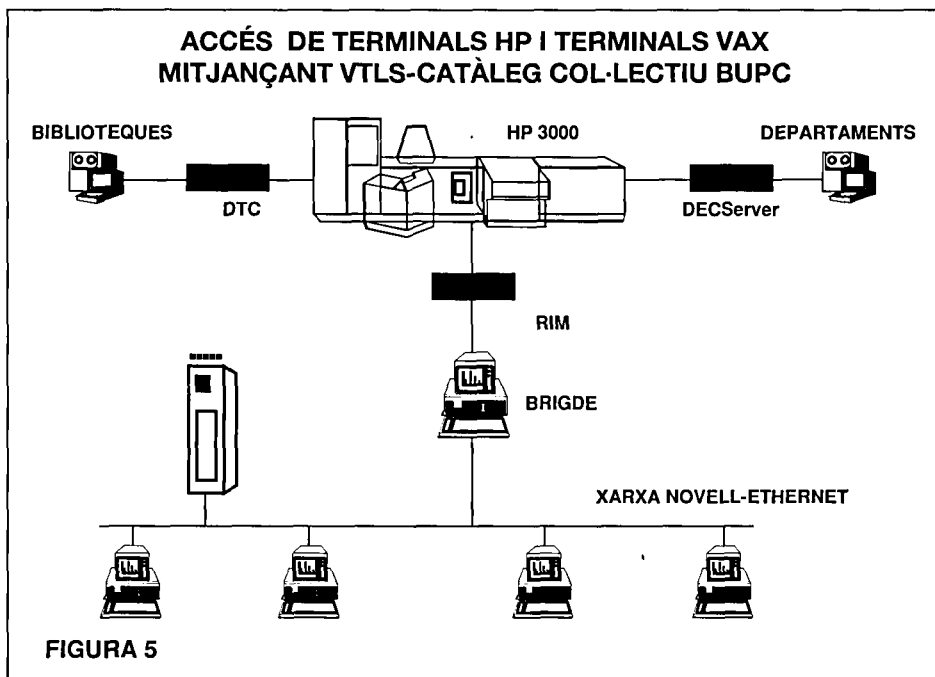 ACCÉS DE TERMINALS HP I TERMINALS VAX
MITJANÇANT VTLS-CATÀLEG COL·LECTIU BUPC
BIBLIOTEQUES
HP 3000
DEPARTAMENTS
DTC
DECServer
RIM
BRIGDE
XARXA NOVELL-ETHERNET
FIGURA 5